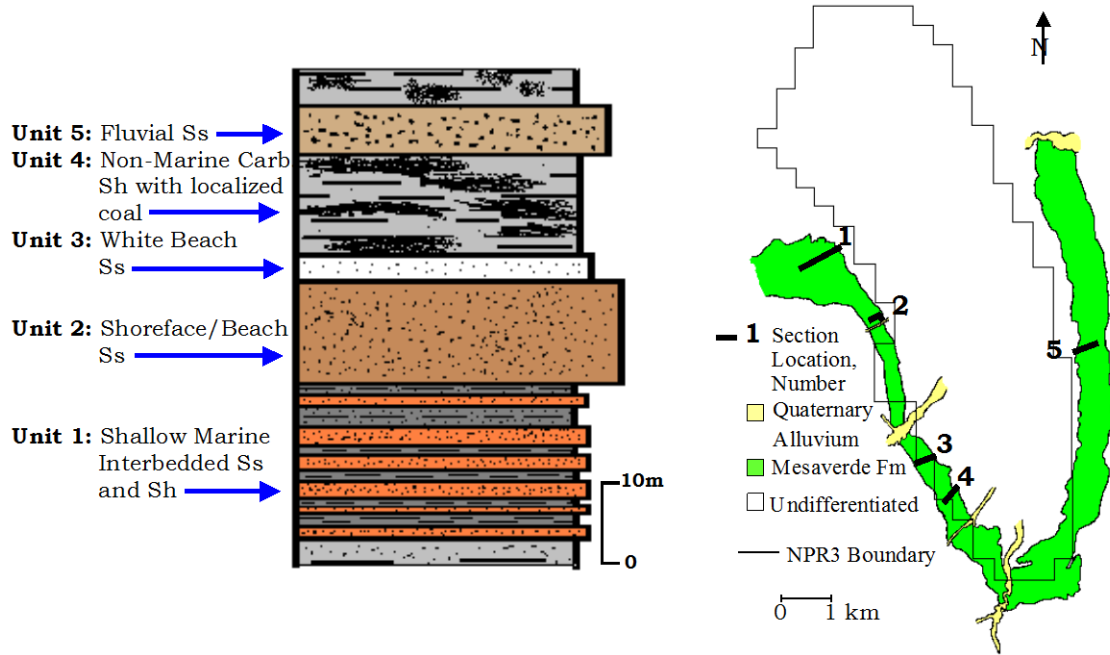 Unit 5: Fluvial Ss
Unit 4: Non-Marine Carb
Sh with localized
coal
Unit 3: White Beach
Ss
Unit 2: Shoreface/Beach
Ss
Unit 1: Shallow Marine
Interbedded Ss
and Sh
10m
0
N
1
2
3
4
5
1 Section
Location,
Number
Quaternary
Alluvium
Mesaverde Fm
Undifferentiated
NPR3 Boundary
0 1 km